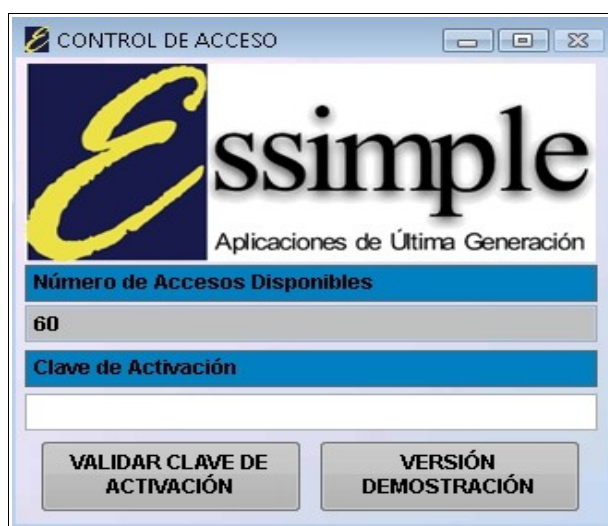 CONTROL DE ACCESO
Essimple
Aplicaciones de Última Generación
Número de Accesos Disponibles
60
Clave de Activación
VALIDAR CLAVE DE
ACTIVACIÓN
VERSIÓN
DEMOSTRACIÓN